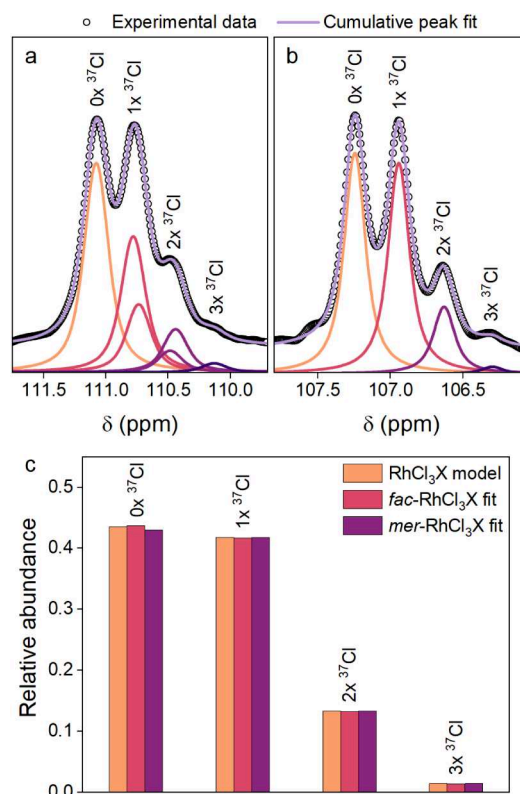 Experimental data Cumulative peak fit
a
0x ³⁷Cl
1x ³⁷Cl
2x ³⁷Cl
3x ³⁷Cl
111.5 111.0 110.5 110.0
δ (ppm)
b
0x ³⁷Cl
1x ³⁷Cl
2x ³⁷Cl
3x ³⁷Cl
107.5 107.0 106.5
δ (ppm)
c
RhCl₃X model
fac-RhCl₃X fit
mer-RhCl₃X fit
0x ³⁷Cl
1x ³⁷Cl
2x ³⁷Cl
3x ³⁷Cl
Relative abundance
0.5
0.4
0.3
0.2
0.1
0.0